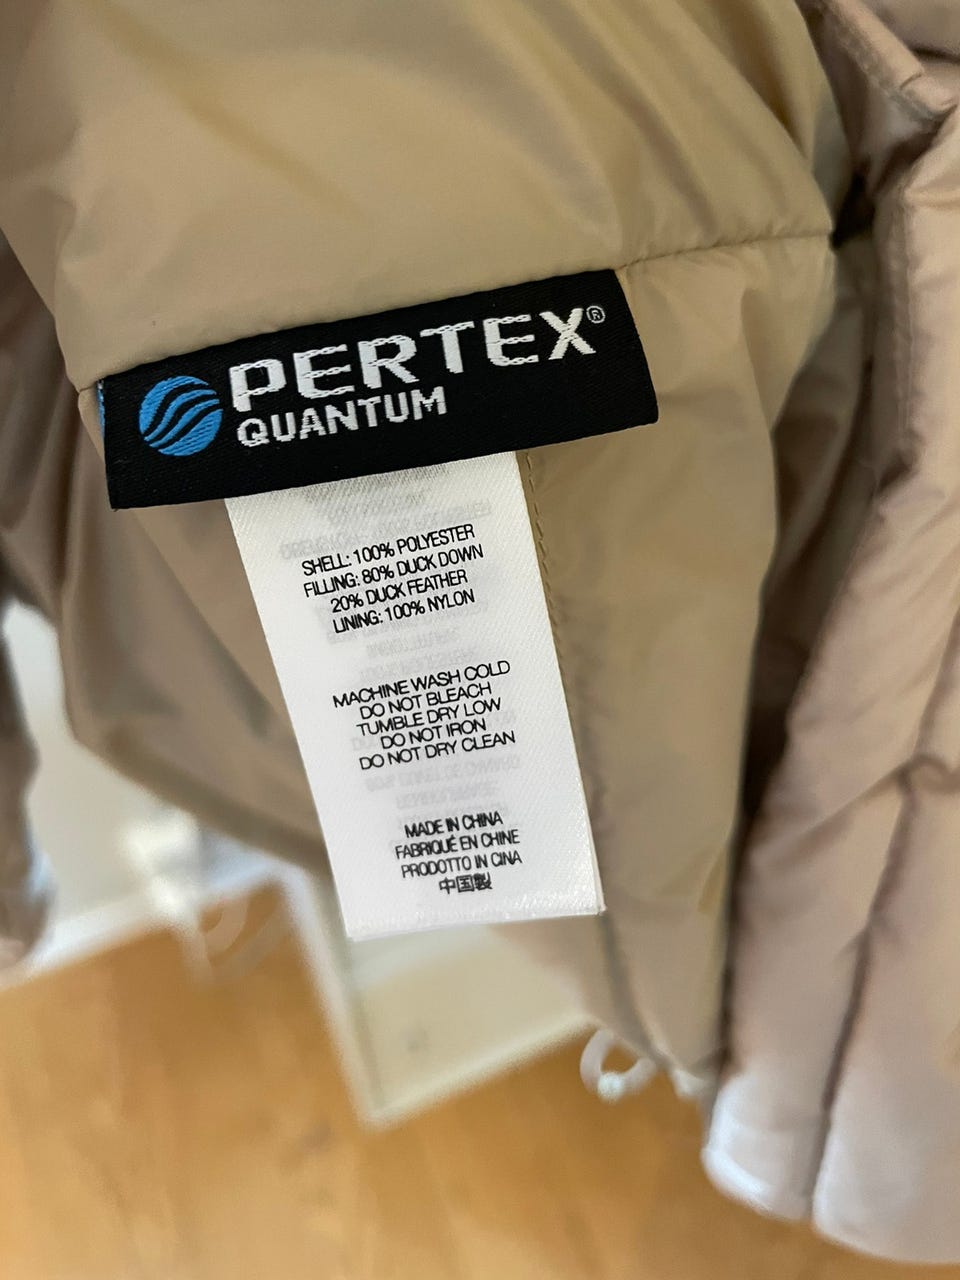 PERTEX®
QUANTUM
SHELL: 100% POLYESTER
FILLING: 80% DUCK DOWN
20% DUCK FEATHER
LINING: 100% NYLON
MACHINE WASH COLD
DO NOT BLEACH
TUMBLE DRY LOW
DO NOT IRON
DO NOT DRY CLEAN
MADE IN CHINA
FABRIQUÉ EN CHINE
PRODOTTO IN CINA
中国製